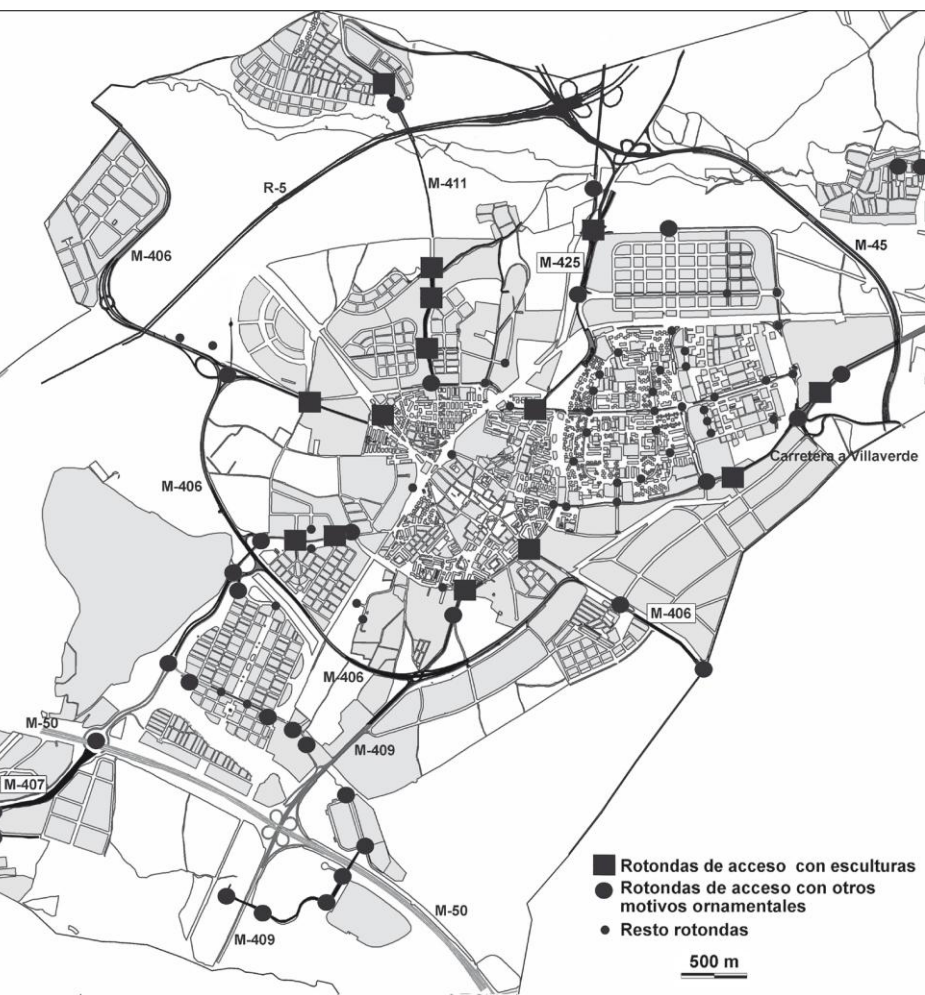 R-5
M-411
M-406
M-425
M-45
Carretera a Villaverde
M-406
M-406
M-406
M-50
M-409
M-407
M-50
M-409
Rotondas de acceso con esculturas
Rotondas de acceso con otros
motivos ornamentales
Resto rotondas
500 m